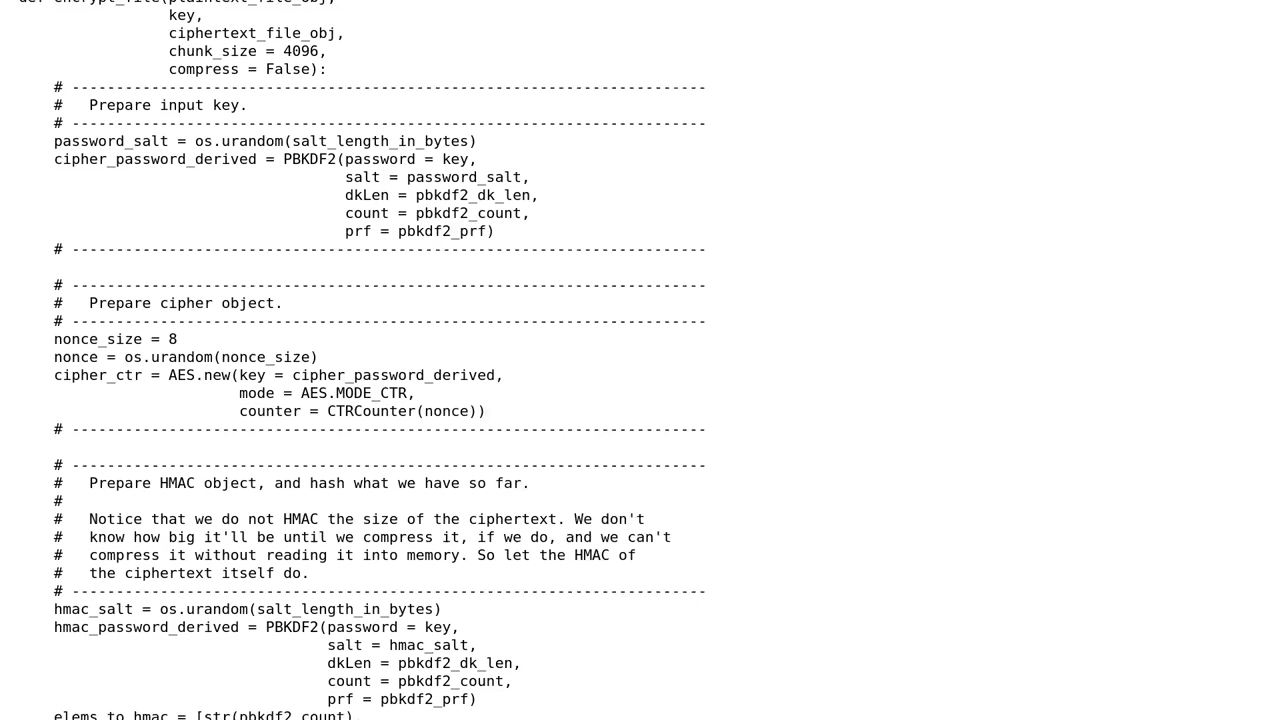 def encrypt_file(plaintext_file_obj,
                 key,
                 ciphertext_file_obj,
                 chunk_size = 4096,
                 compress = False):
    # ------------------------------------------------------------------------
    #   Prepare input key.
    # ------------------------------------------------------------------------
    password_salt = os.urandom(salt_length_in_bytes)
    cipher_password_derived = PBKDF2(password = key,
                                     salt = password_salt,
                                     dkLen = pbkdf2_dk_len,
                                     count = pbkdf2_count,
                                     prf = pbkdf2_prf)
    # ------------------------------------------------------------------------

    # ------------------------------------------------------------------------
    #   Prepare cipher object.
    # ------------------------------------------------------------------------
    nonce_size = 8
    nonce = os.urandom(nonce_size)
    cipher_ctr = AES.new(key = cipher_password_derived,
                         mode = AES.MODE_CTR,
                         counter = CTRCounter(nonce))
    # ------------------------------------------------------------------------

    # ------------------------------------------------------------------------
    #   Prepare HMAC object, and hash what we have so far.
    #
    #   Notice that we do not HMAC the size of the ciphertext. We don't
    #   know how big it'll be until we compress it, if we do, and we can't
    #   compress it without reading it into memory. So let the HMAC of
    #   the ciphertext itself do.
    # ------------------------------------------------------------------------
    hmac_salt = os.urandom(salt_length_in_bytes)
    hmac_password_derived = PBKDF2(password = key,
                                   salt = hmac_salt,
                                   dkLen = pbkdf2_dk_len,
                                   count = pbkdf2_count,
                                   prf = pbkdf2_prf)
    elems_to_hmac = [str(pbkdf2_count),